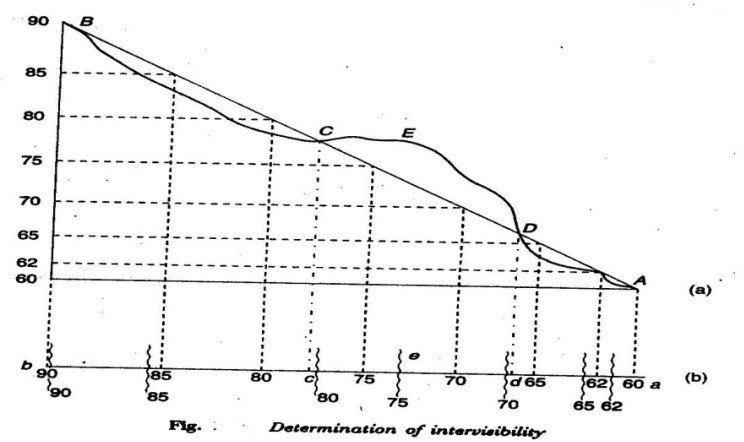 90 B
85
80 C E
75
70
65 D
62
60 A (a)
b 90 85 80 c 75 e 70 d 65 62 60 a (b)
90 85 80 75 70 65 62
Fig. : Determination of intervisibility